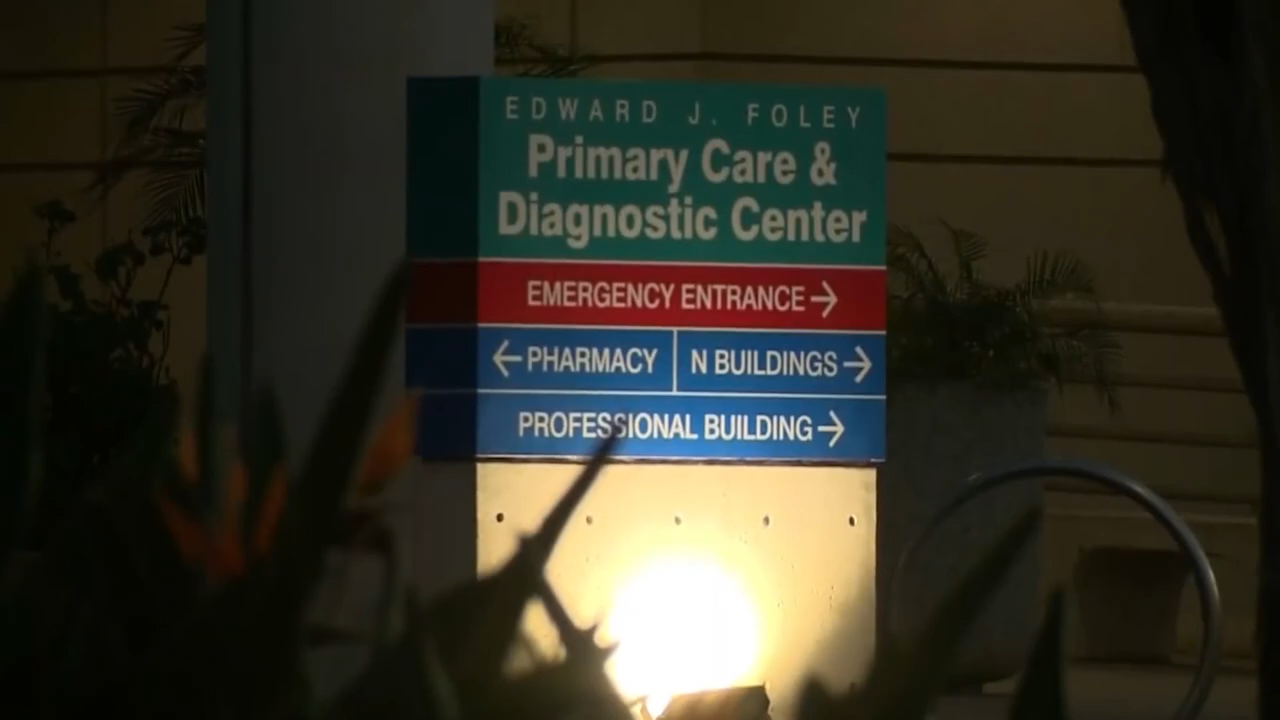 EDWARD J. FOLEY
Primary Care &
Diagnostic Center
EMERGENCY ENTRANCE→
←PHARMACY
N BUILDINGS→
PROFESSIONAL BUILDING→